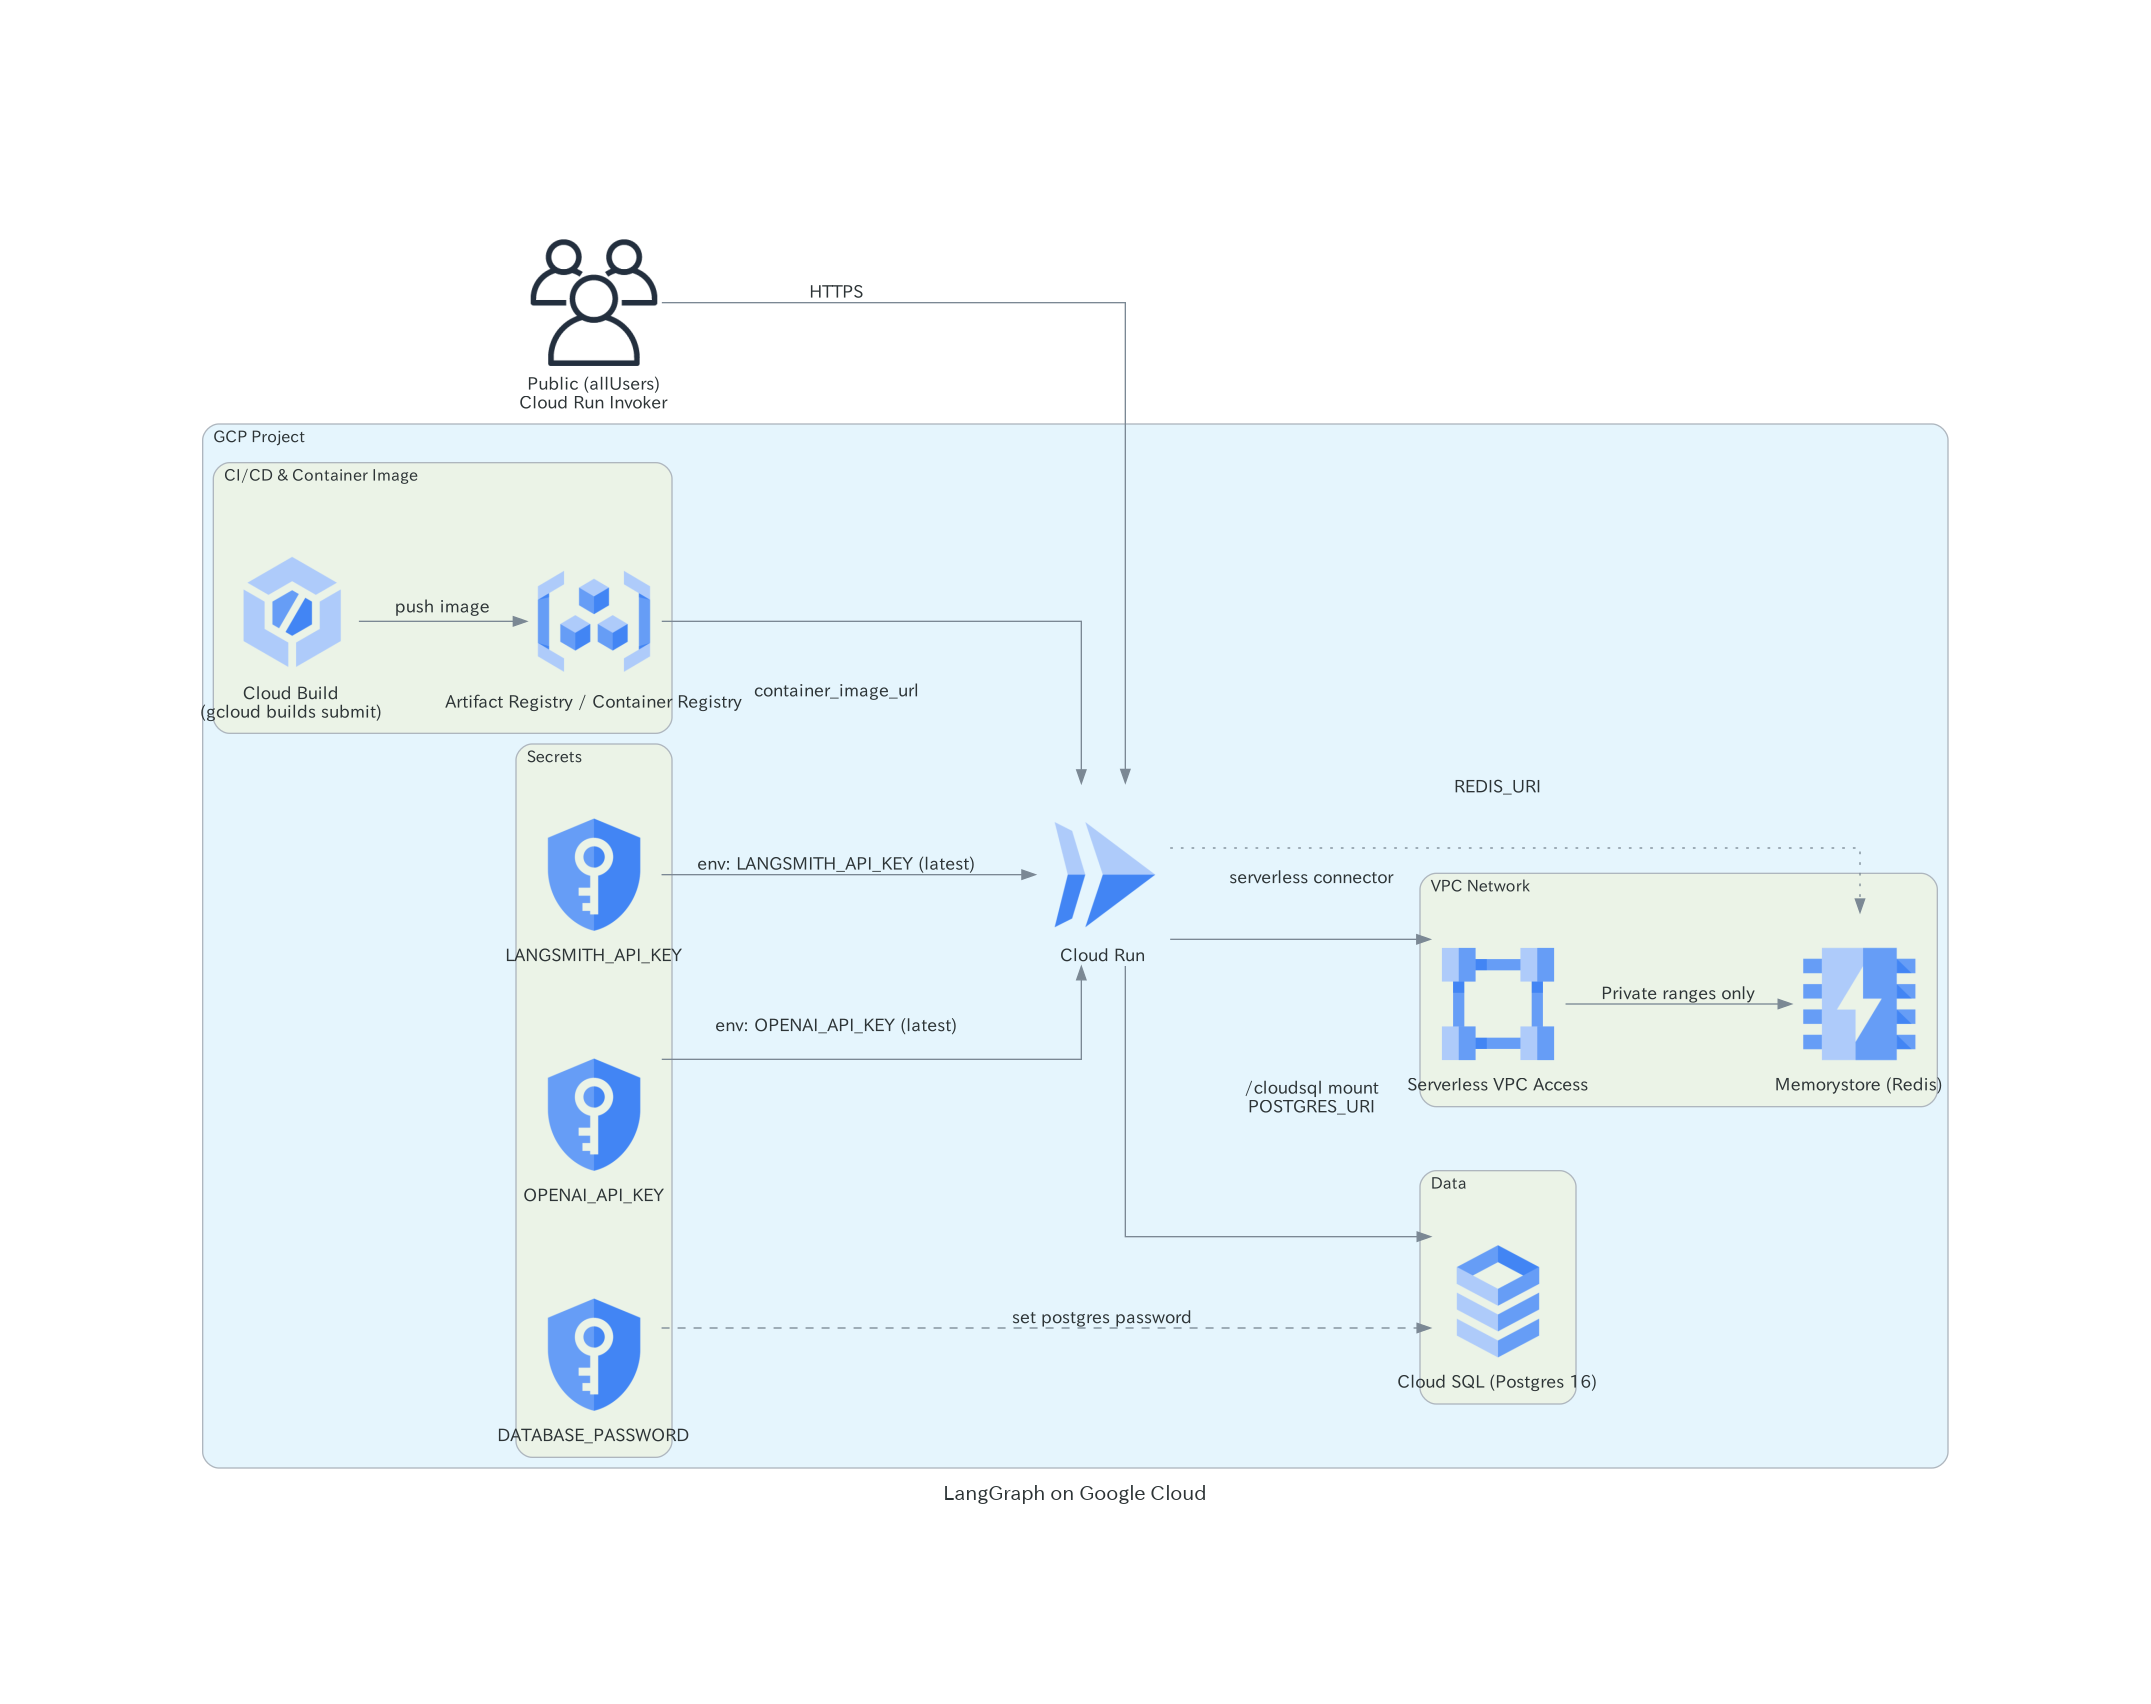 HTTPS
Public (allUsers)
Cloud Run Invoker
GCP Project
CI/CD & Container Image
push image
Cloud Build
(gcloud builds submit)
Artifact Registry / Container Registry
container_image_url
Secrets
env: LANGSMITH_API_KEY (latest)
LANGSMITH_API_KEY
env: OPENAI_API_KEY (latest)
OPENAI_API_KEY
DATABASE_PASSWORD
set postgres password
Cloud Run
REDIS_URI
serverless connector
VPC Network
Private ranges only
Serverless VPC Access
Memorystore (Redis)
/cloudsql mount
POSTGRES_URI
Data
Cloud SQL (Postgres 16)
LangGraph on Google Cloud